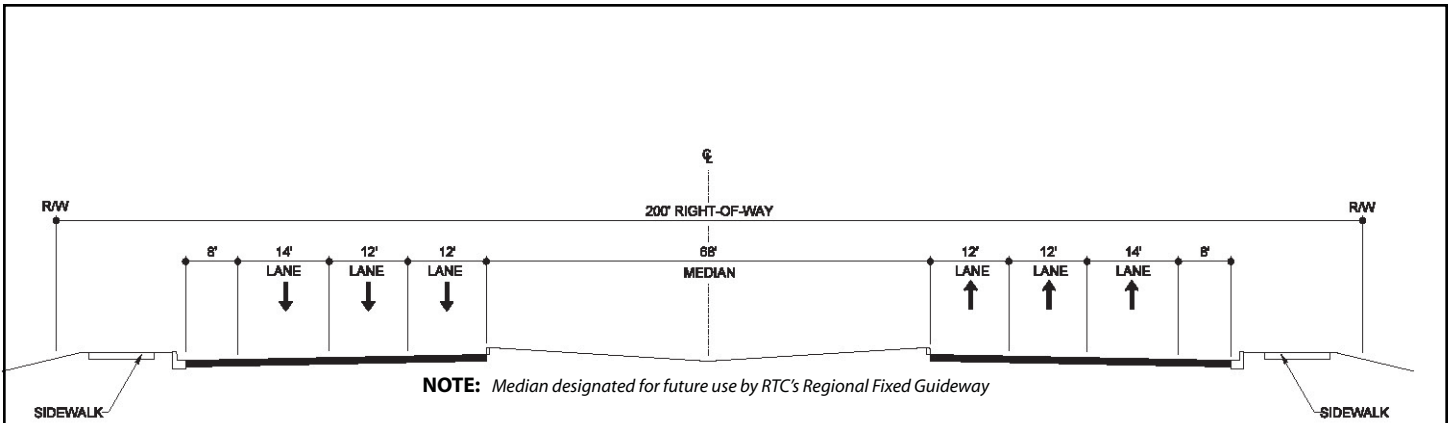 ℄
R/W
200' RIGHT-OF-WAY
R/W
8' 14' 12' 12' 68' 12' 12' 14' 8'
LANE LANE LANE MEDIAN LANE LANE LANE
NOTE: Median designated for future use by RTC's Regional Fixed Guideway
SIDEWALK
SIDEWALK